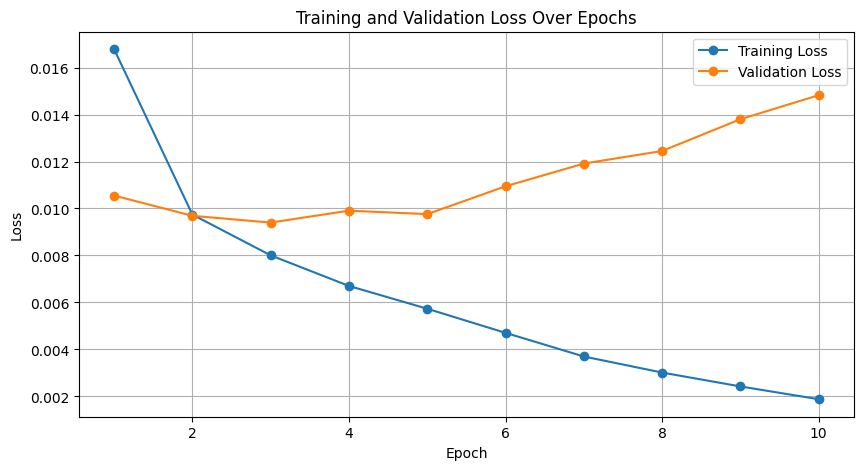 Training and Validation Loss Over Epochs
Training Loss
Validation Loss
0.016
0.014
0.012
0.010
0.008
0.006
0.004
0.002
Loss
2
4
6
8
10
Epoch